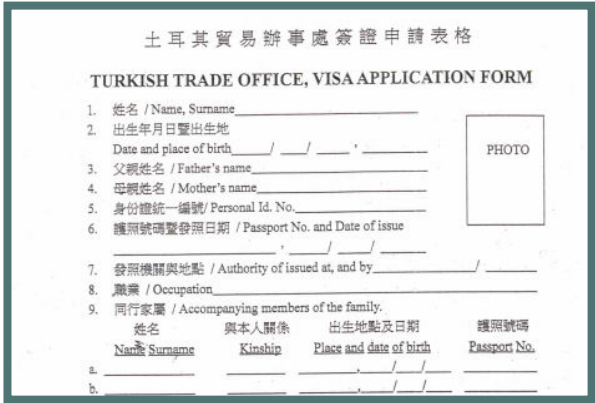 土耳其貿易辦事處簽證申請表格
TURKISH TRADE OFFICE, VISA APPLICATION FORM
PHOTO
1. 姓名 / Name, Surname
2. 出生年月日暨出生地
Date and place of birth / / ,
3. 父親姓名 / Father's name
4. 母親姓名 / Mother's name
5. 身份證統一編號/ Personal Id. No.
6. 護照號碼暨發照日期 / Passport No. and Date of issue
, / /
7. 發照機關與地點 / Authority of issued at, and by /
8. 職業 / Occupation
9. 同行家屬 / Accompanying members of the family.
姓名 與本人關係 出生地點及日期 護照號碼
Name Surname Kinship Place and date of birth Passport No.
a. , / /
b. , / /